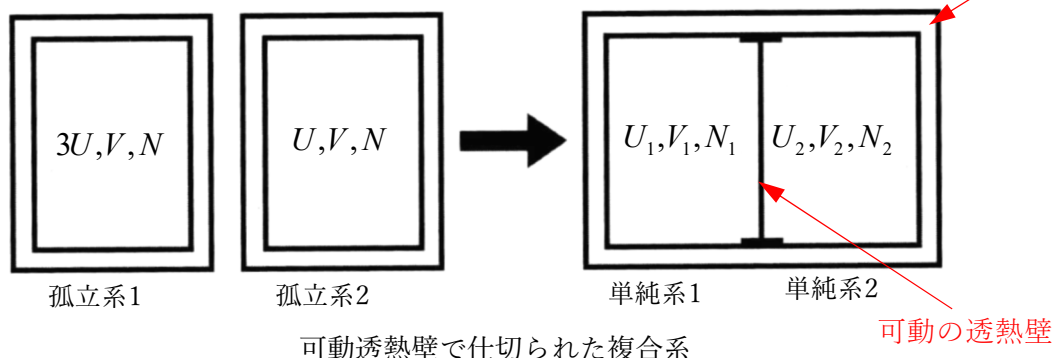 3U,V,N
U,V,N
U₁,V₁,N₁
U₂,V₂,N₂
孤立系1
孤立系2
単純系1
単純系2
可動の透熱壁
可動透熱壁で仕切られた複合系